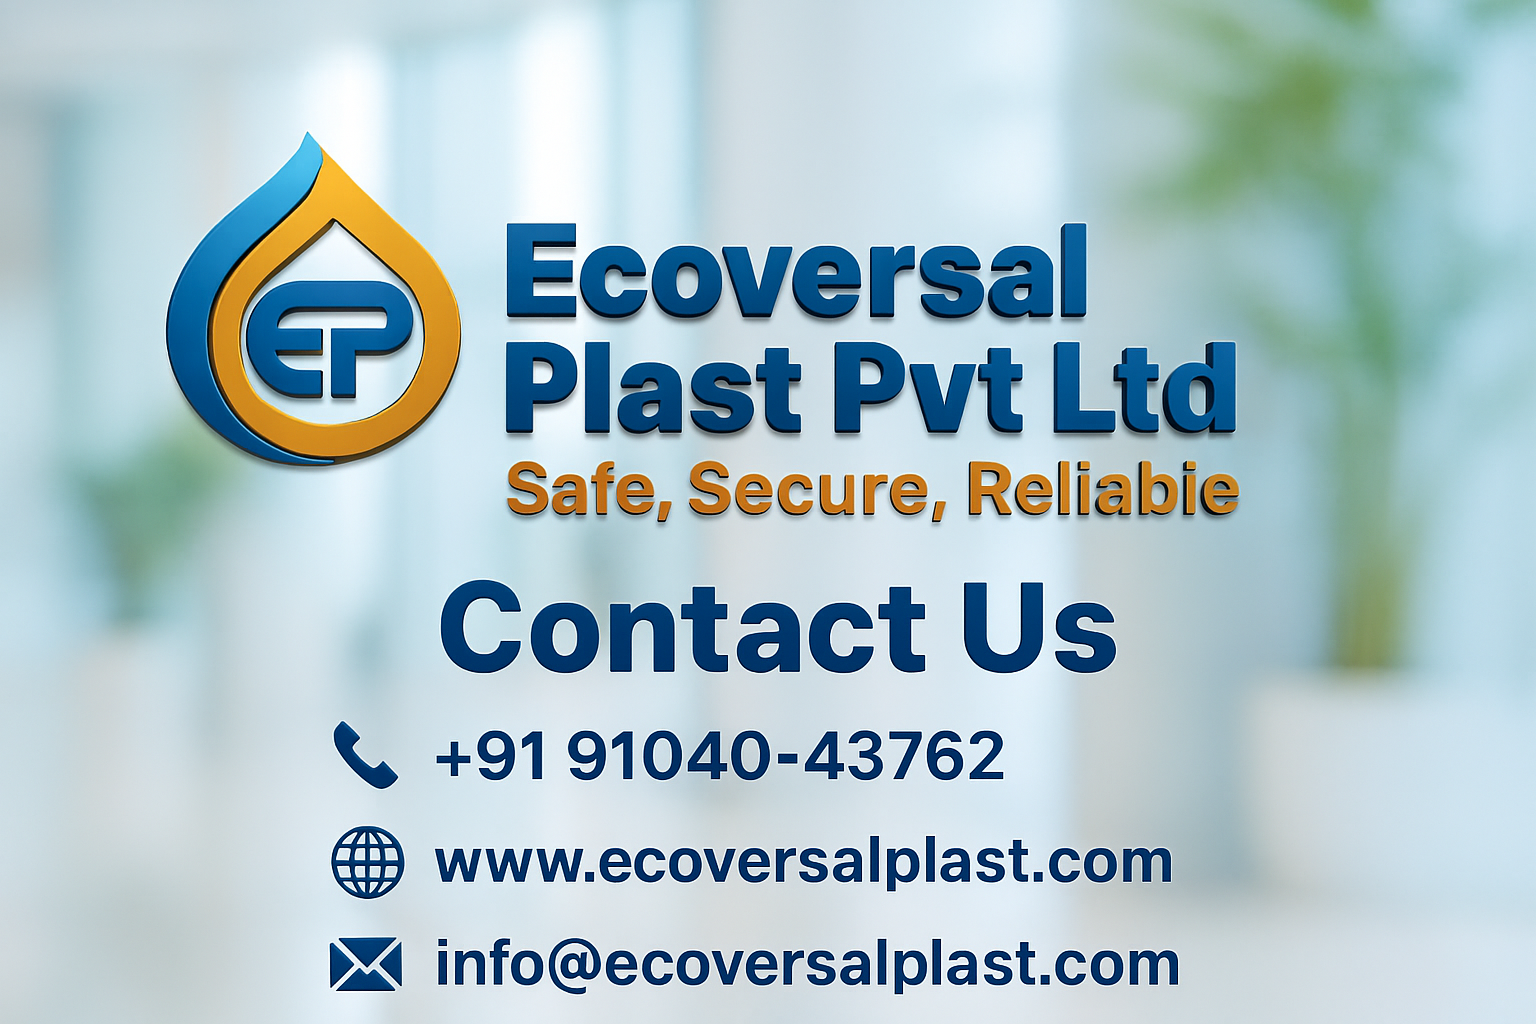 EP
Ecoversal
Plast Pvt Ltd
Safe, Secure, Reliabie
Contact Us
+91 91040-43762
www.ecoversalplast.com
info@ecoversalplast.com